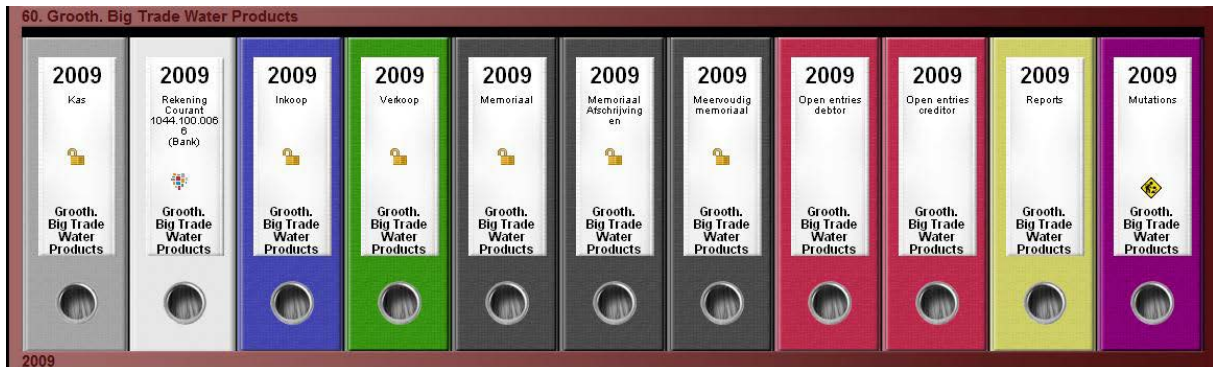 60. Grooth. Big Trade Water Products
2009
Kas
Grooth.
Big Trade
Water
Products
2009
Rekening
Courant
1044.100.006
6
(Bank)
Grooth.
Big Trade
Water
Products
2009
Inkoop
Grooth.
Big Trade
Water
Products
2009
Verkoop
Grooth.
Big Trade
Water
Products
2009
Memoriaal
Grooth.
Big Trade
Water
Products
2009
Memoriaal
Afschrijving
en
Grooth.
Big Trade
Water
Products
2009
Meervoudig
memoriaal
Grooth.
Big Trade
Water
Products
2009
Open entries
debtor
Grooth.
Big Trade
Water
Products
2009
Open entries
creditor
Grooth.
Big Trade
Water
Products
2009
Reports
Grooth.
Big Trade
Water
Products
2009
Mutations
Grooth.
Big Trade
Water
Products
2009